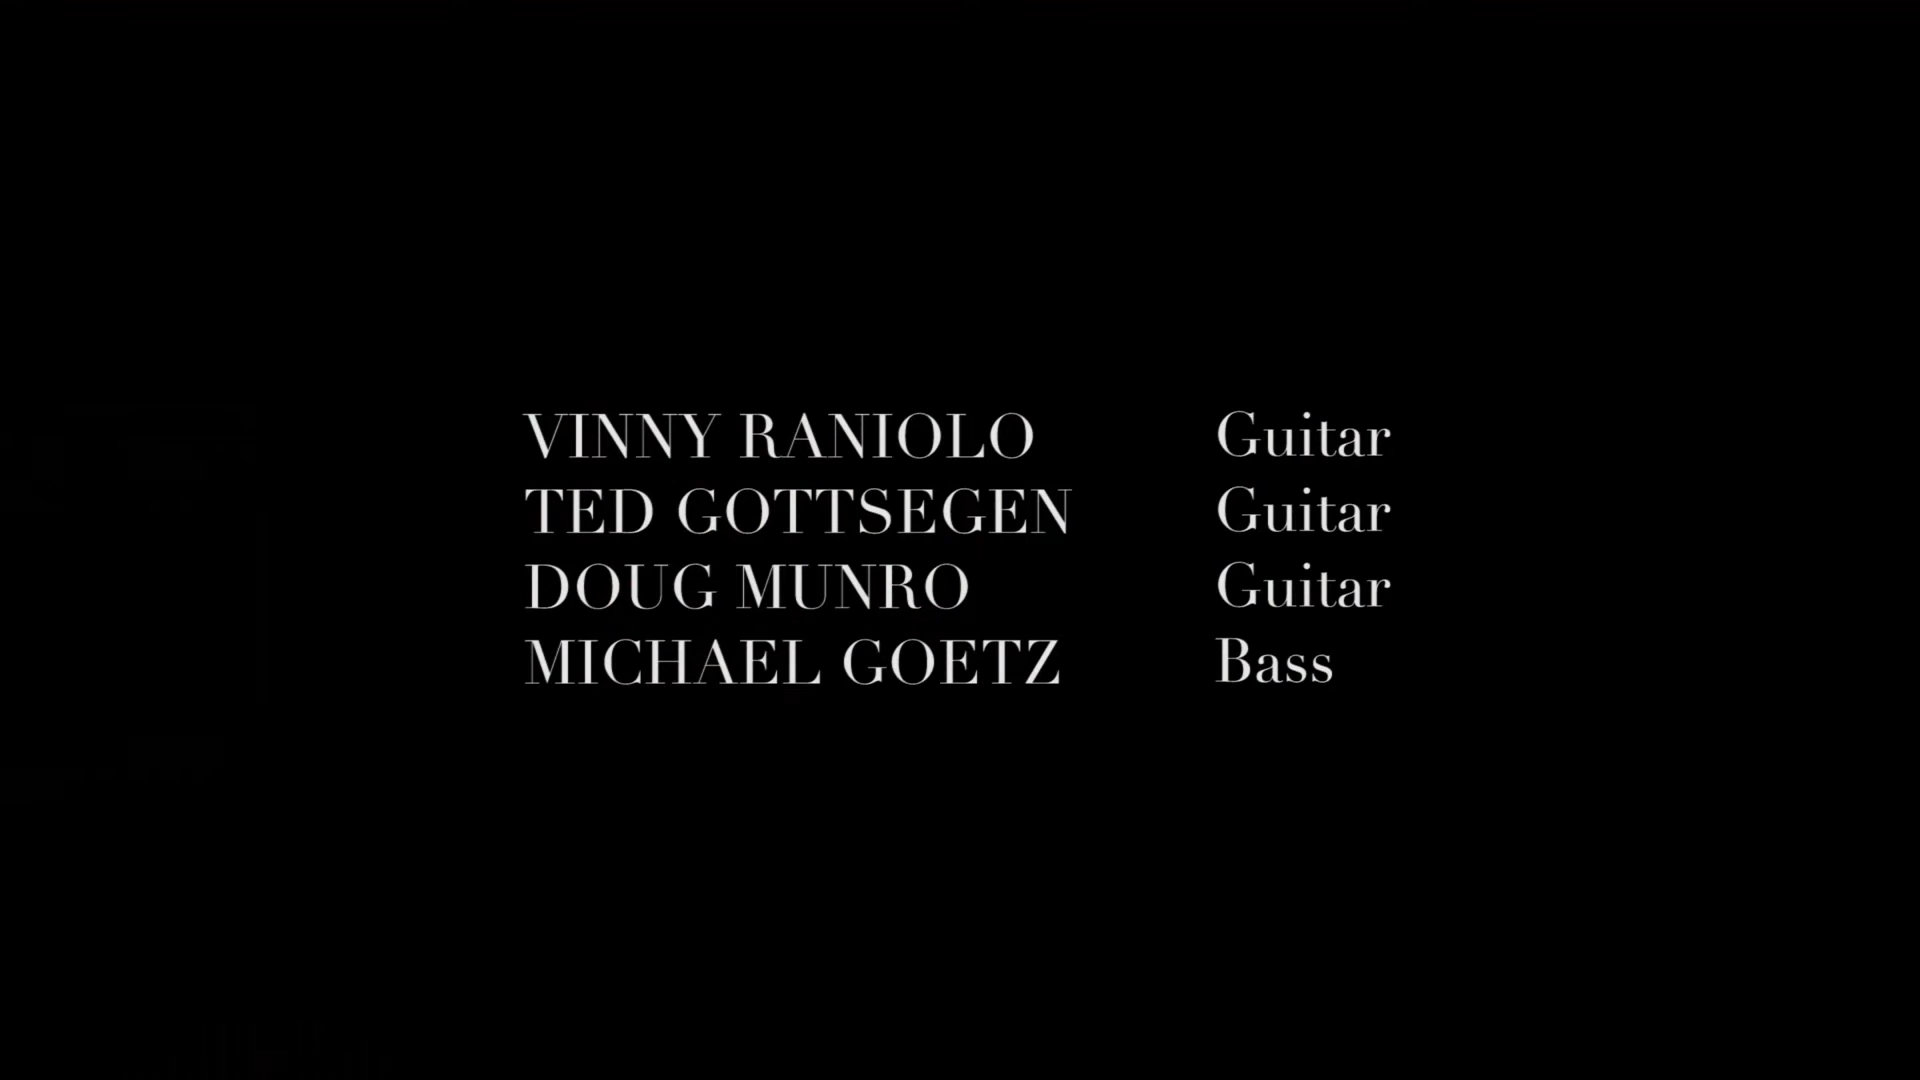 VINNY RANIOLO Guitar
TED GOTTSEGEN Guitar
DOUG MUNRO Guitar
MICHAEL GOETZ Bass